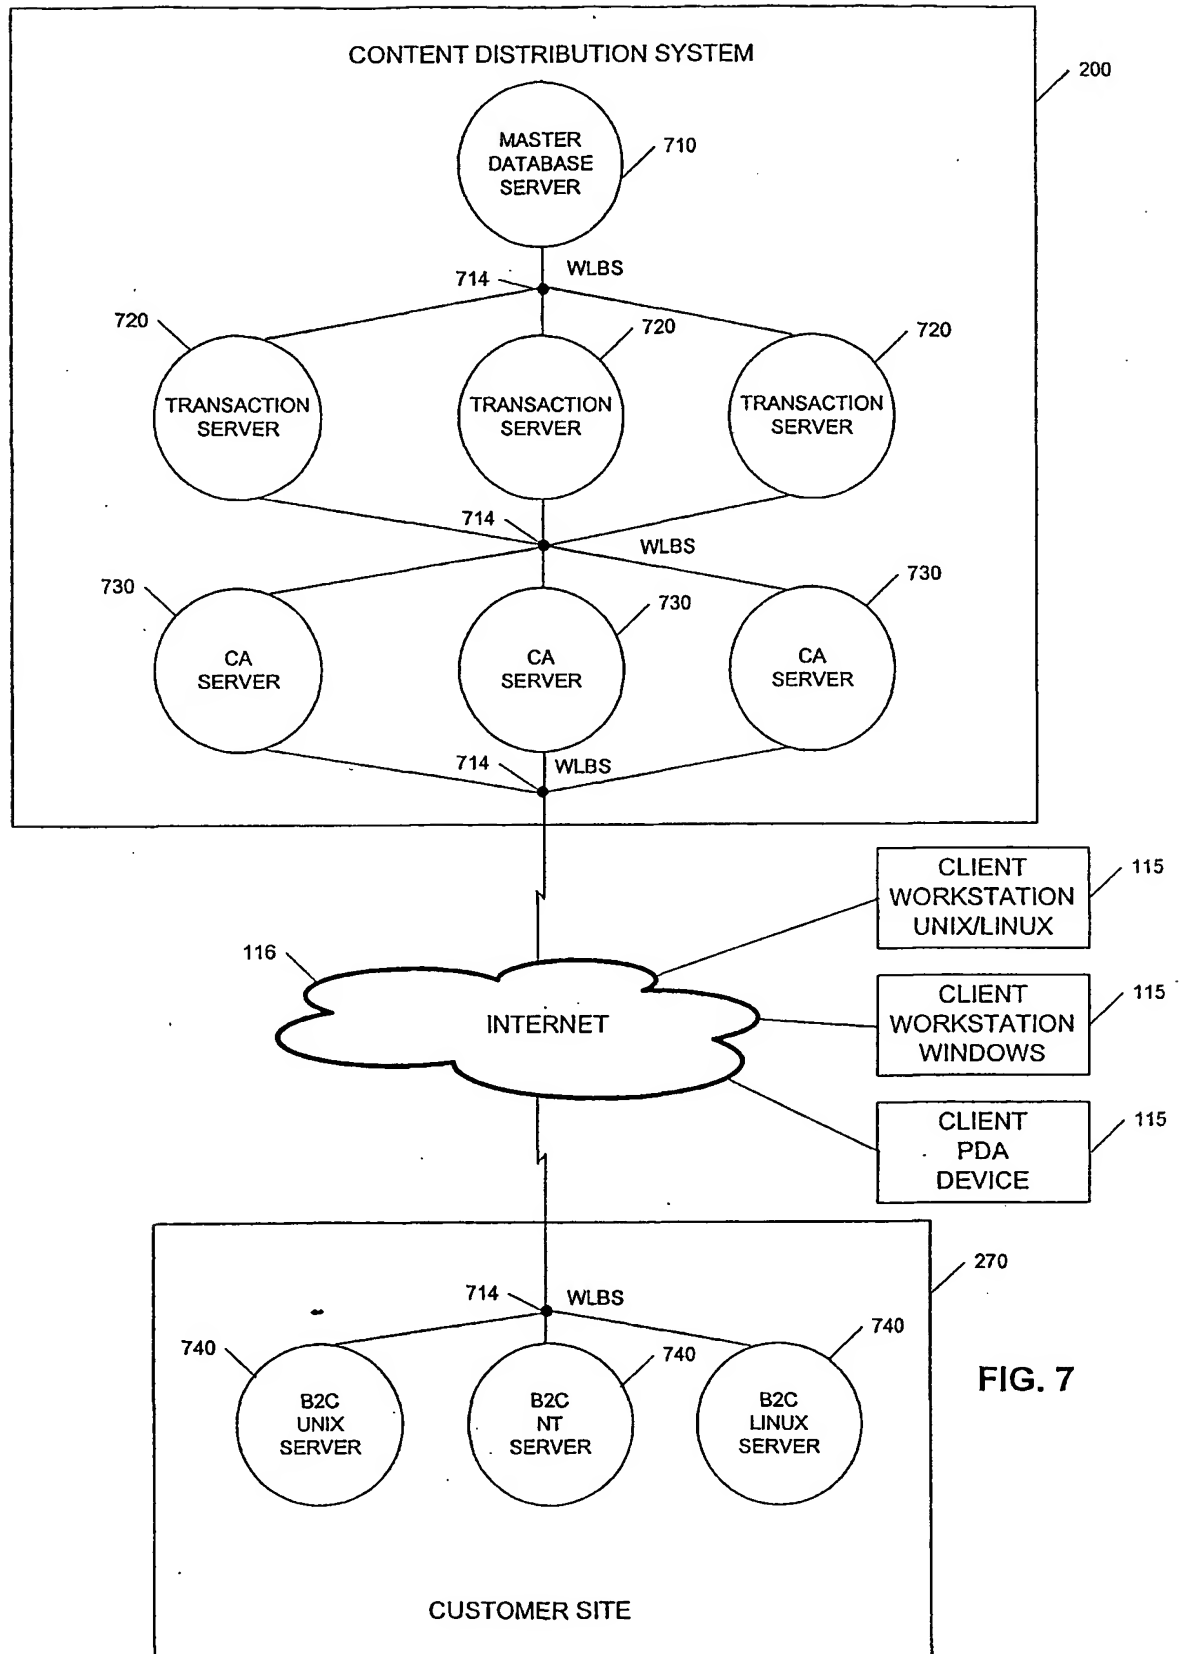 CONTENT DISTRIBUTION SYSTEM
200
MASTER
DATABASE
SERVER
710
WLBS
714
720
720
720
TRANSACTION
SERVER
TRANSACTION
SERVER
TRANSACTION
SERVER
714
WLBS
730
730
730
CA
SERVER
CA
SERVER
CA
SERVER
714
WLBS
CLIENT
WORKSTATION
UNIX/LINUX
115
116
INTERNET
CLIENT
WORKSTATION
WINDOWS
115
CLIENT
PDA
DEVICE
115
270
714
WLBS
740
740
740
B2C
UNIX
SERVER
B2C
NT
SERVER
B2C
LINUX
SERVER
FIG. 7
CUSTOMER SITE